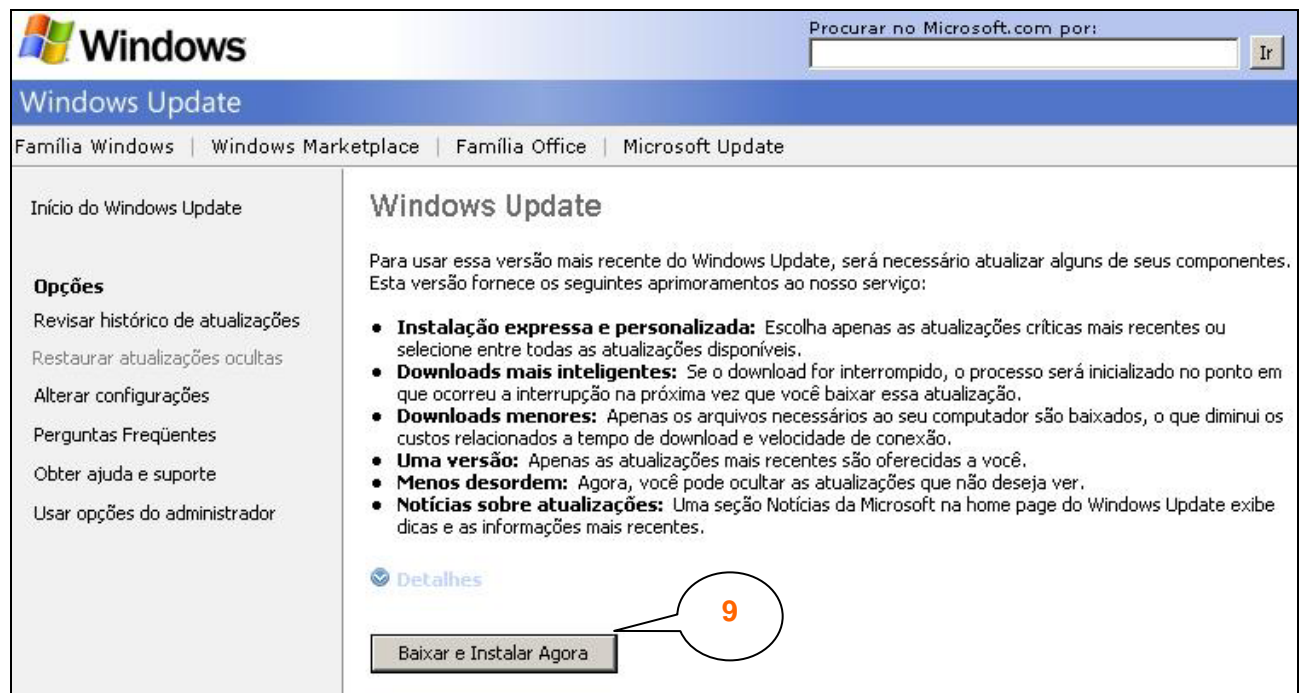 Windows
Procurar no Microsoft.com por:
Ir
Windows Update
Família Windows | Windows Marketplace | Família Office | Microsoft Update
Início do Windows Update
Opções
Revisar histórico de atualizações
Restaurar atualizações ocultas
Alterar configurações
Perguntas Freqüentes
Obter ajuda e suporte
Usar opções do administrador
Windows Update
Para usar essa versão mais recente do Windows Update, será necessário atualizar alguns de seus componentes.
Esta versão fornece os seguintes aprimoramentos ao nosso serviço:
• Instalação expressa e personalizada: Escolha apenas as atualizações críticas mais recentes ou
selecione entre todas as atualizações disponíveis.
• Downloads mais inteligentes: Se o download for interrompido, o processo será inicializado no ponto em
que ocorreu a interrupção na próxima vez que você baixar essa atualização.
• Downloads menores: Apenas os arquivos necessários ao seu computador são baixados, o que diminui os
custos relacionados a tempo de download e velocidade de conexão.
• Uma versão: Apenas as atualizações mais recentes são oferecidas a você.
• Menos desordem: Agora, você pode ocultar as atualizações que não deseja ver.
• Notícias sobre atualizações: Uma seção Notícias da Microsoft na home page do Windows Update exibe
dicas e as informações mais recentes.
Detalhes
9
Baixar e Instalar Agora